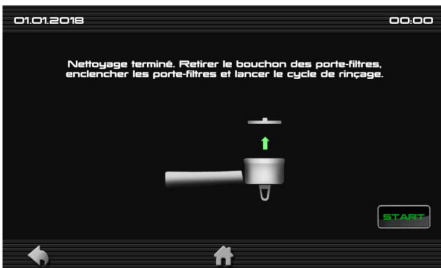 01.01.2018
00:00
Nettoyage terminé. Retirer le bouchon des porte-filtres,
enclencher les porte-filtres et lancer le cycle de rinçage.
START